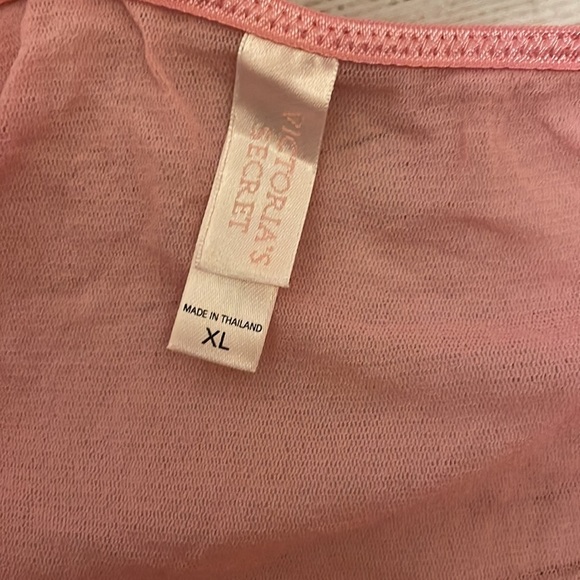 VICTORIA'S
SECRET
MADE IN THAILAND
XL